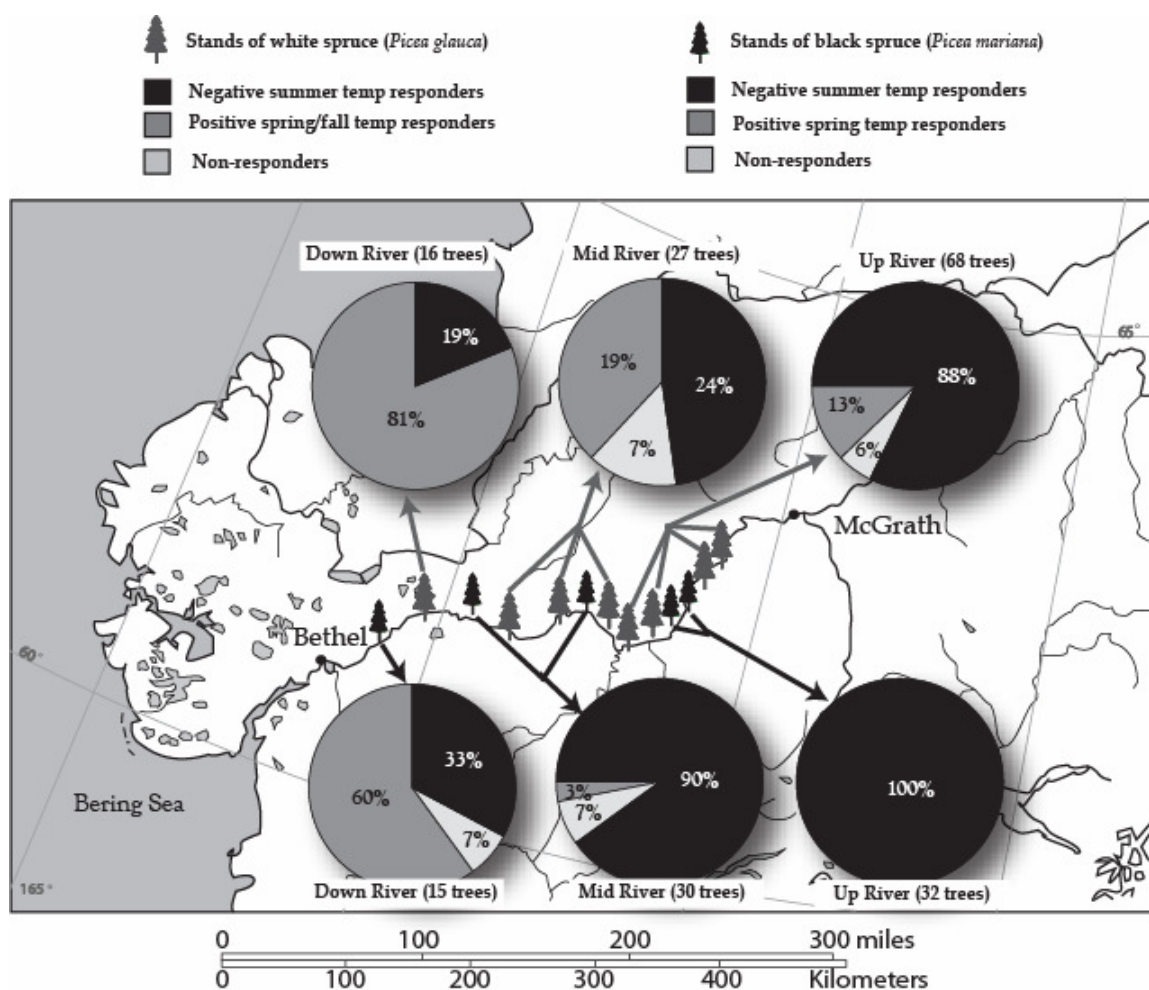 Stands of white spruce (Picea glauca)
Negative summer temp responders
Positive spring/fall temp responders
Non-responders
Stands of black spruce (Picea mariana)
Negative summer temp responders
Positive spring temp responders
Non-responders
Down River (16 trees)
Mid River (27 trees)
Up River (68 trees)
65°
19%
81%
19%
24%
7%
88%
13%
6%
McGrath
Bethel
60°
Bering Sea
165°
33%
60%
7%
90%
3%
7%
100%
Down River (15 trees)
Mid River (30 trees)
Up River (32 trees)
0 100 200 300 miles
0 100 200 300 400 Kilometers